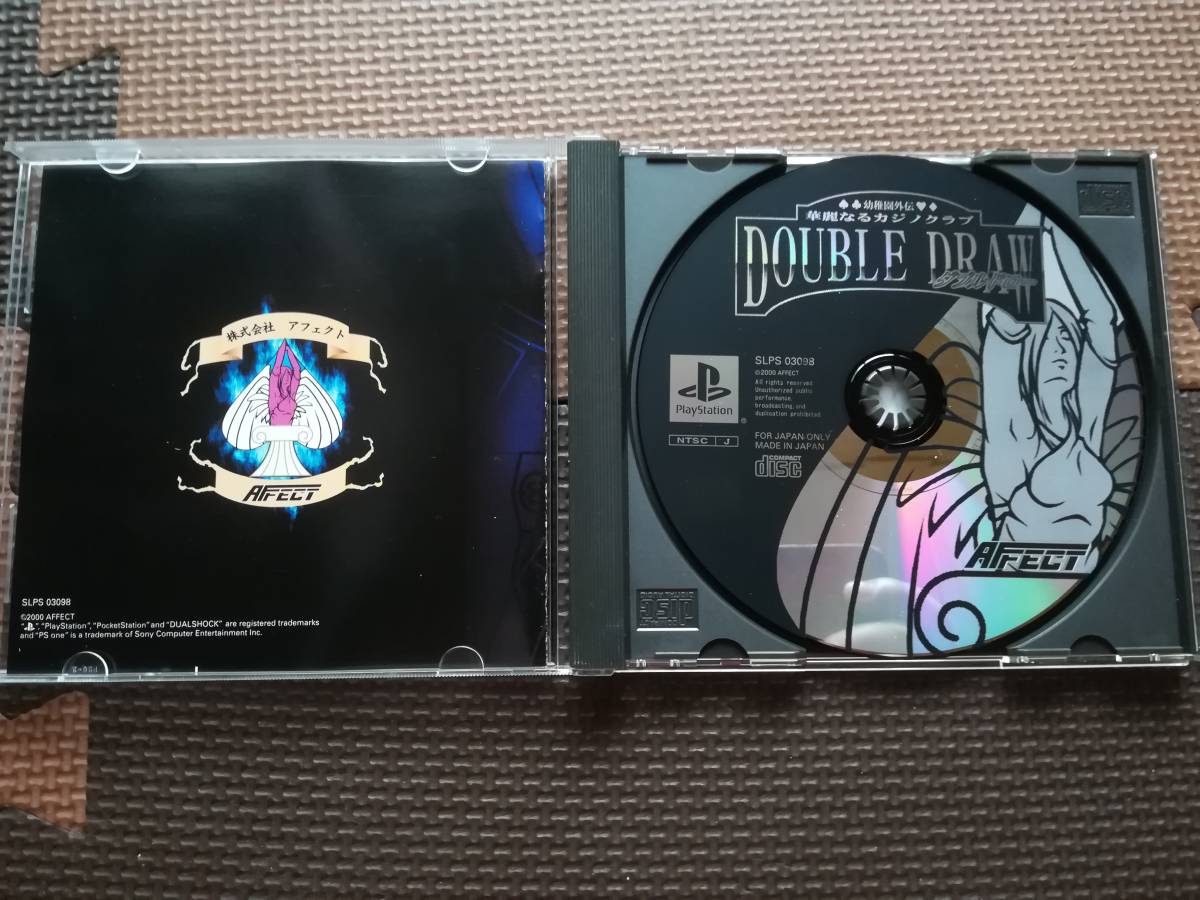 株式会社 アフェクト
AFFECT
SLPS 03098
©2000 AFFECT
"PlayStation", "PocketStation" and "DUALSHOCK" are registered trademarks
and "PS one" is a trademark of Sony Computer Entertainment Inc.
♠♣幼稚園外伝♥♦
華麗なるカジノクラブ
DOUBLE DRAW
ダブルドロー
PlayStation
®
NTSC J
SLPS 03098
©2000 AFFECT
All rights reserved.
Unauthorized public
performance,
broadcasting, and
duplication prohibited.
FOR JAPAN ONLY
MADE IN JAPAN
COMPACT
disc
AFFECT